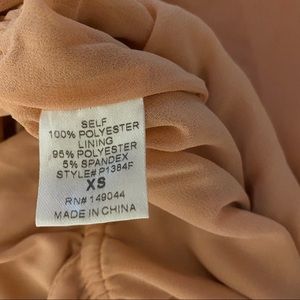 SELF
100% POLYESTER
LINING
95% POLYESTER
5% SPANDEX
STYLE# P1384F
XS
RN# 149044
MADE IN CHINA